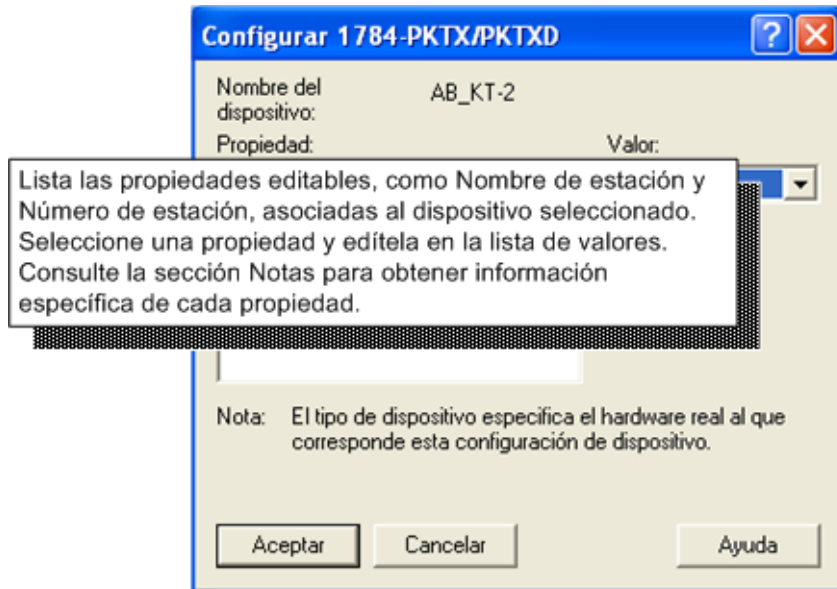 Configurar 1784-PKTX/PKTXD
Nombre del
dispositivo:
AB_KT-2
Propiedad:
Valor:
Lista las propiedades editables, como Nombre de estación y
Número de estación, asociadas al dispositivo seleccionado.
Seleccione una propiedad y edítela en la lista de valores.
Consulte la sección Notas para obtener información
específica de cada propiedad.
Nota: El tipo de dispositivo especifica el hardware real al que
corresponde esta configuración de dispositivo.
Aceptar Cancelar Ayuda